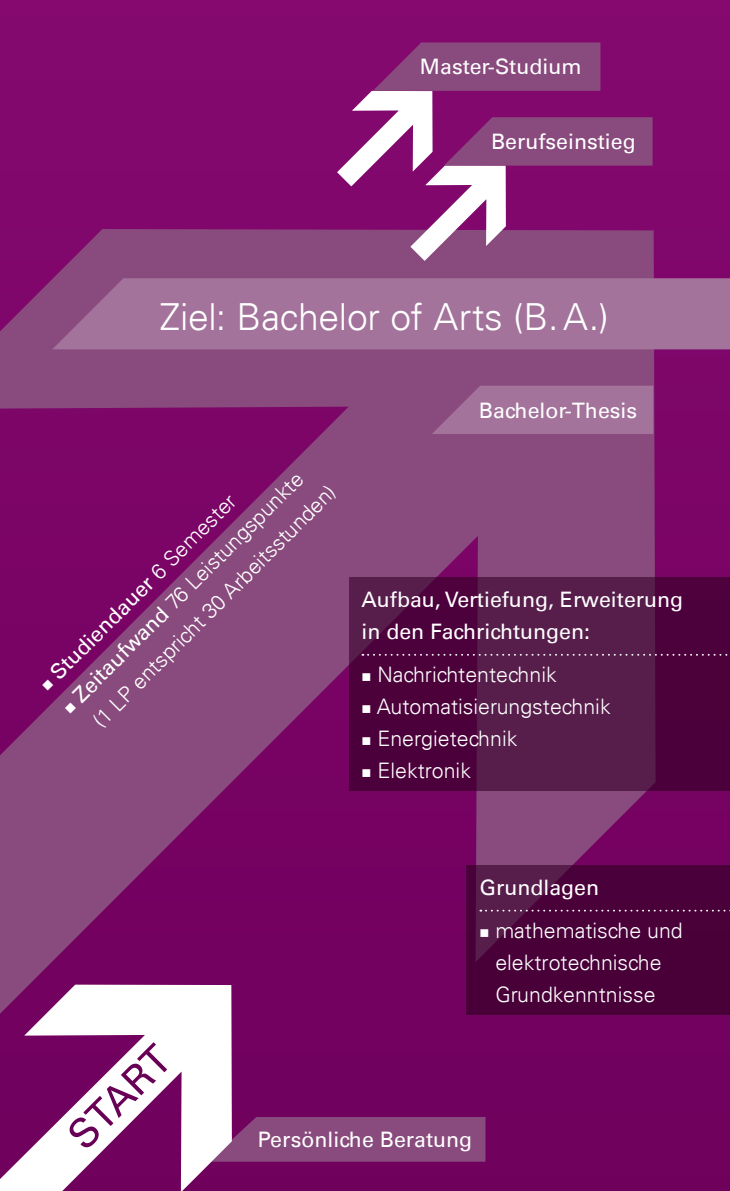 Master-Studium
Berufseinstieg
Ziel: Bachelor of Arts (B. A.)
Bachelor-Thesis
▪ Studiendauer 6 Semester
▪ Zeitaufwand 76 Leistungspunkte
(1 LP entspricht 30 Arbeitsstunden)
Aufbau, Vertiefung, Erweiterung
in den Fachrichtungen:
▪ Nachrichtentechnik
▪ Automatisierungstechnik
▪ Energietechnik
▪ Elektronik
Grundlagen
▪ mathematische und
elektrotechnische
Grundkenntnisse
START
Persönliche Beratung